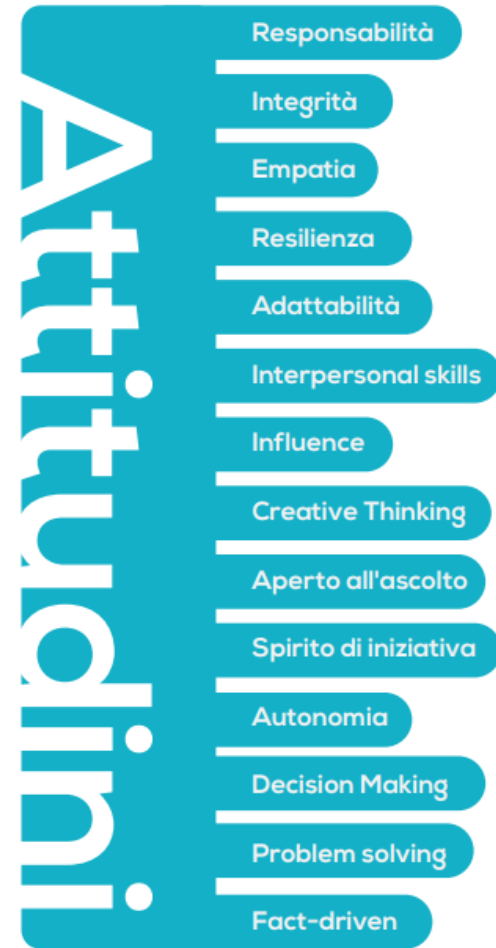 Attitudini
Responsabilità
Integrità
Empatia
Resilienza
Adattabilità
Interpersonal skills
Influence
Creative Thinking
Aperto all'ascolto
Spirito di iniziativa
Autonomia
Decision Making
Problem solving
Fact-driven